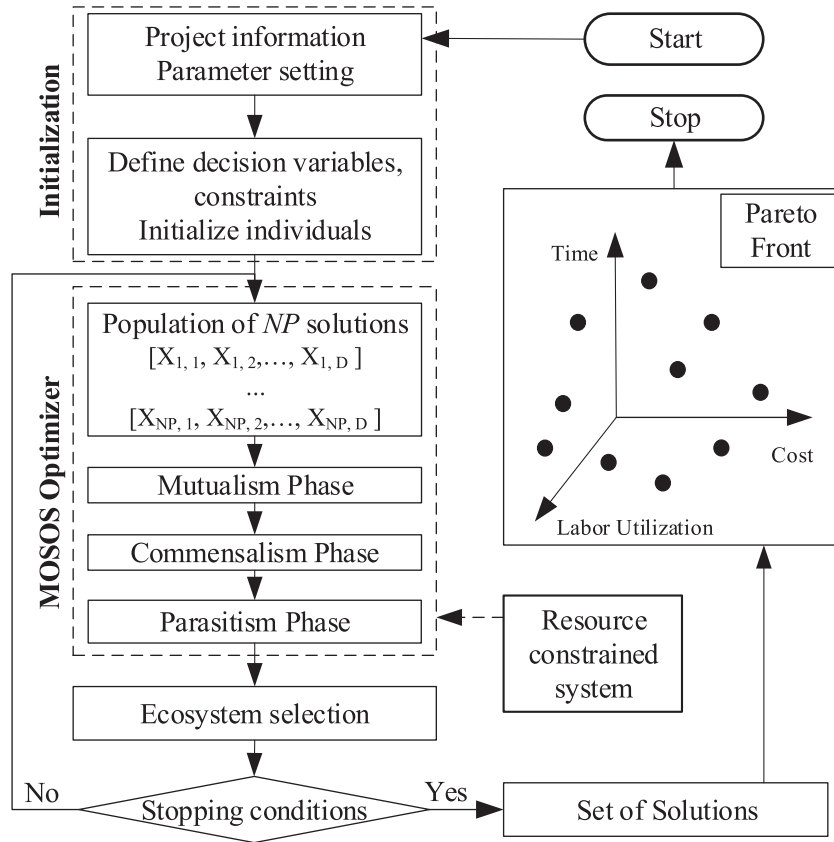 Start
Project information
Parameter setting
Initialization
Define decision variables,
constraints
Initialize individuals
MOSOS Optimizer
Population of NP solutions
[X1, 1, X1, 2,..., X1, D ]
...
[XNP, 1, XNP, 2,..., XNP, D ]
Mutualism Phase
Commensalism Phase
Parasitism Phase
Resource
constrained
system
Ecosystem selection
Stopping conditions
No
Yes
Set of Solutions
Pareto
Front
Time
Cost
Labor Utilization
Stop